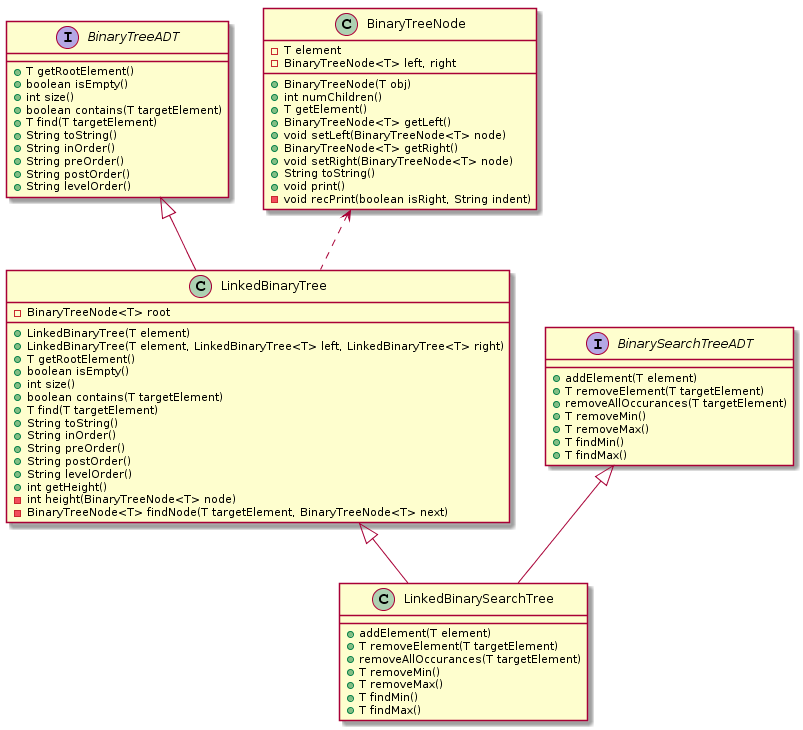 I BinaryTreeADT
T getRootElement()
boolean isEmpty()
int size()
boolean contains(T targetElement)
T find(T targetElement)
String toString()
String inOrder()
String preOrder()
String postOrder()
String levelOrder()
C BinaryTreeNode
T element
BinaryTreeNode<T> left, right
BinaryTreeNode(T obj)
int numChildren()
T getElement()
BinaryTreeNode<T> getLeft()
void setLeft(BinaryTreeNode<T> node)
BinaryTreeNode<T> getRight()
void setRight(BinaryTreeNode<T> node)
String toString()
void print()
void recPrint(boolean isRight, String indent)
C LinkedBinaryTree
BinaryTreeNode<T> root
LinkedBinaryTree(T element)
LinkedBinaryTree(T element, LinkedBinaryTree<T> left, LinkedBinaryTree<T> right)
T getRootElement()
boolean isEmpty()
int size()
boolean contains(T targetElement)
T find(T targetElement)
String toString()
String inOrder()
String preOrder()
String postOrder()
String levelOrder()
int getHeight()
int height(BinaryTreeNode<T> node)
BinaryTreeNode<T> findNode(T targetElement, BinaryTreeNode<T> next)
I BinarySearchTreeADT
addElement(T element)
T removeElement(T targetElement)
removeAllOccurances(T targetElement)
T removeMin()
T removeMax()
T findMin()
T findMax()
C LinkedBinarySearchTree
addElement(T element)
T removeElement(T targetElement)
removeAllOccurances(T targetElement)
T removeMin()
T removeMax()
T findMin()
T findMax()